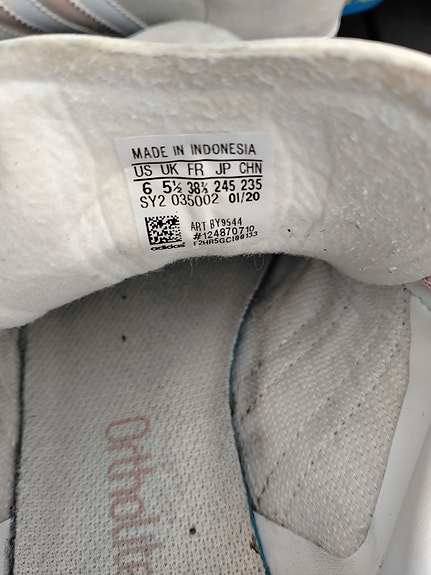 MADE IN INDONESIA
US UK FR JP CHN
6 5½ 38⅔ 245 235
SY2 035002 01/20
ART BY9544
#124870710
adidas
Ortholite